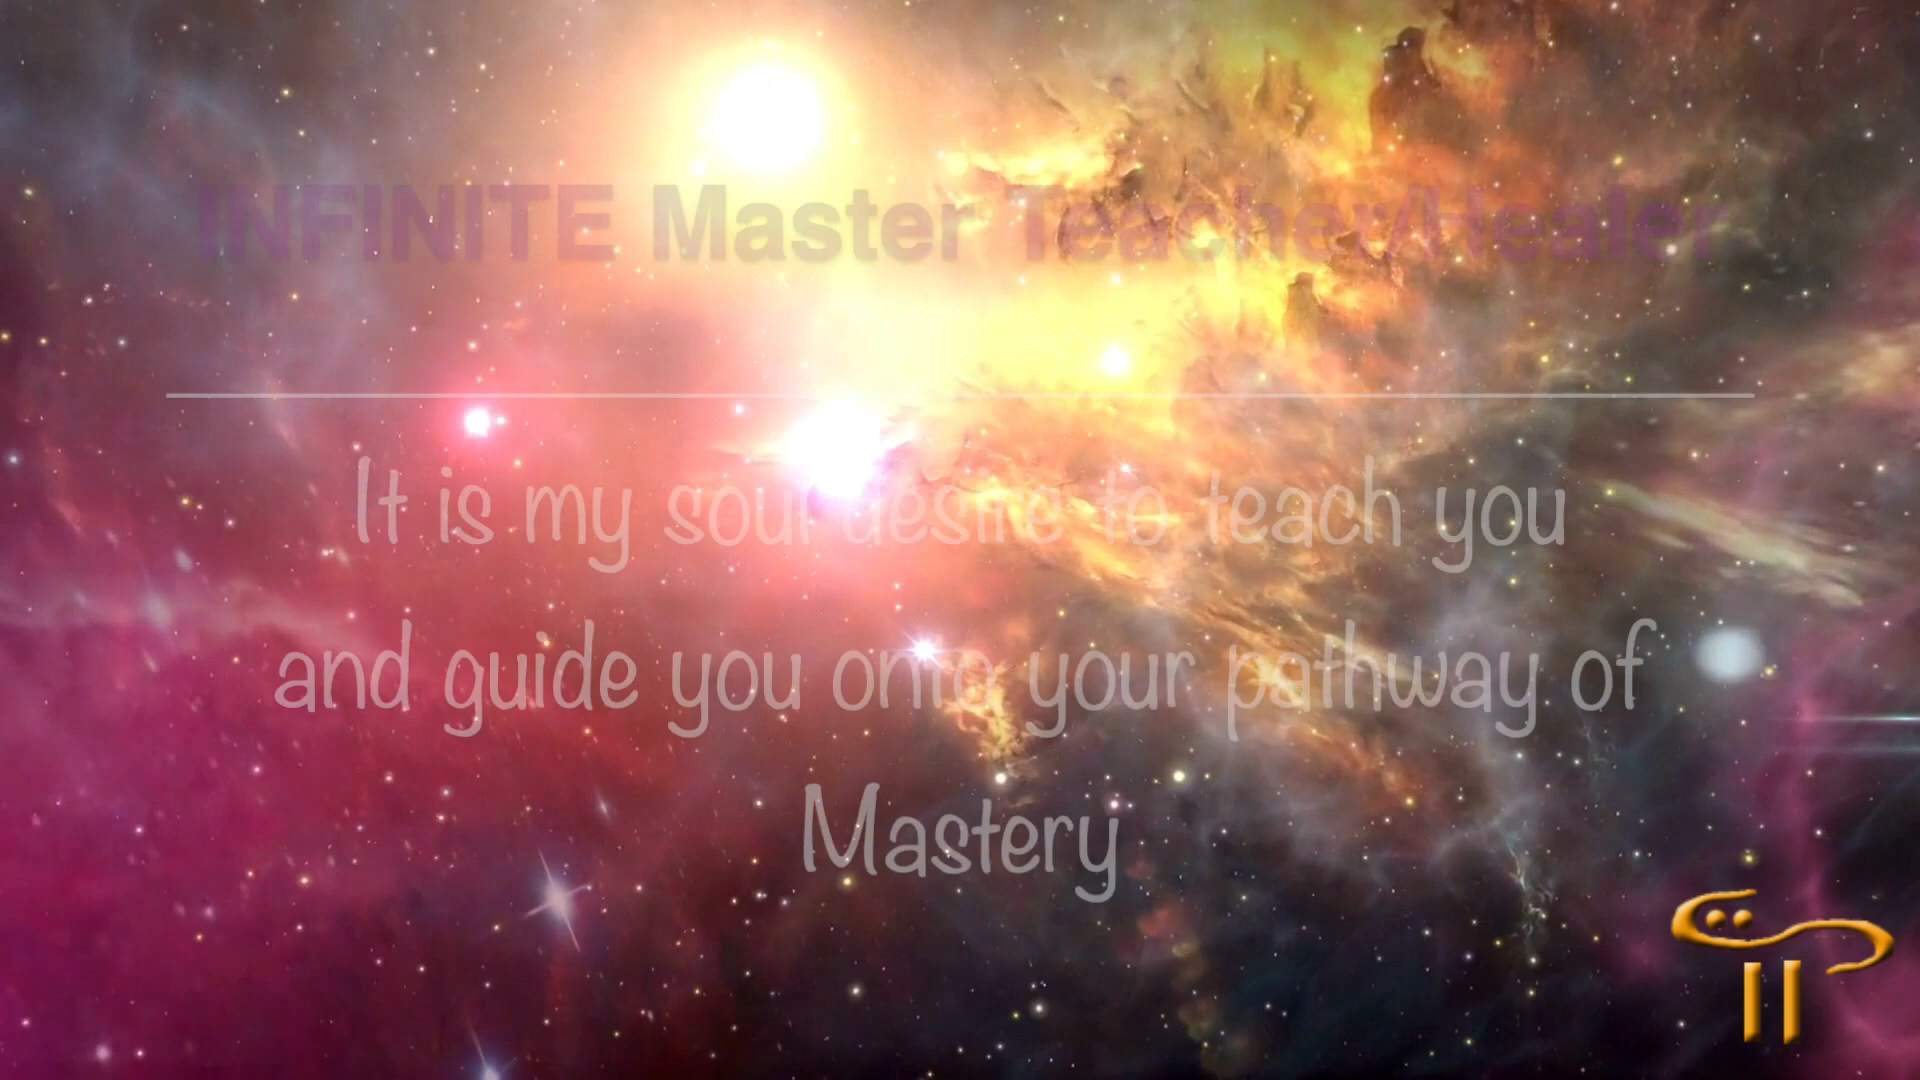 INFINITE Master Teacher/Healer
It is my soul desire to teach you
and guide you onto your pathway of
Mastery